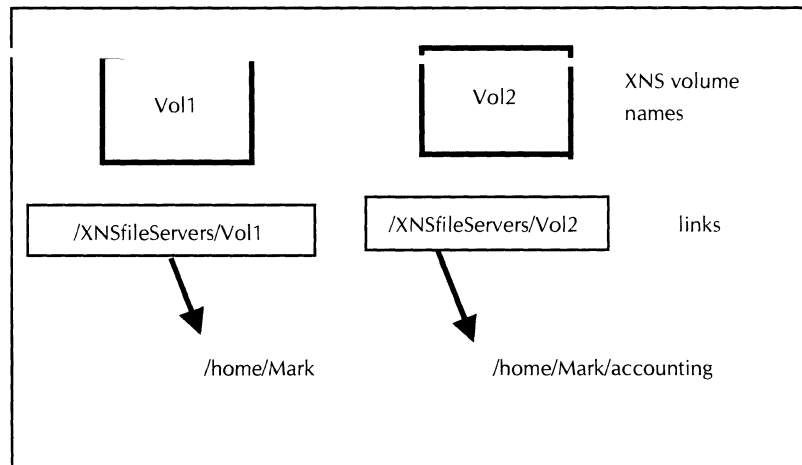 Vol1
Vol2
XNS volume
names
/XNSfileServers/Vol1
/XNSfileServers/Vol2
links
/home/Mark
/home/Mark/accounting